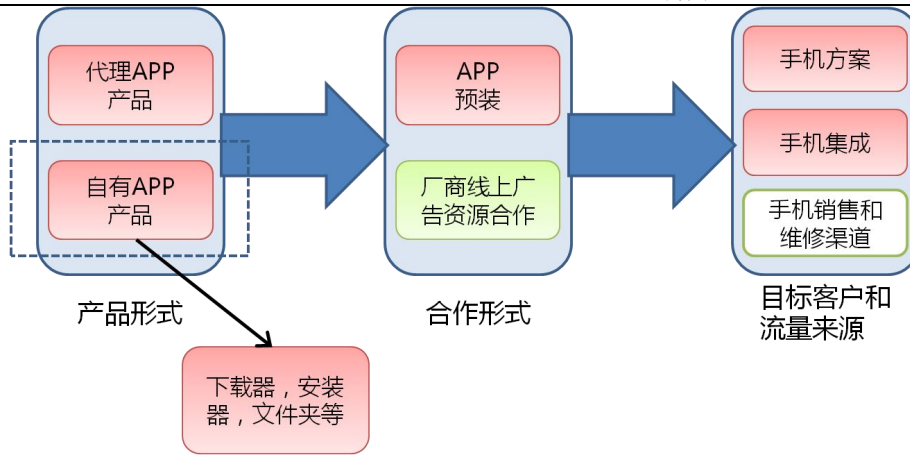 代理APP
产品
自有APP
产品
产品形式
下载器，安装
器，文件夹等
APP
预装
厂商线上广
告资源合作
合作形式
手机方案
手机集成
手机销售和
维修渠道
目标客户和
流量来源